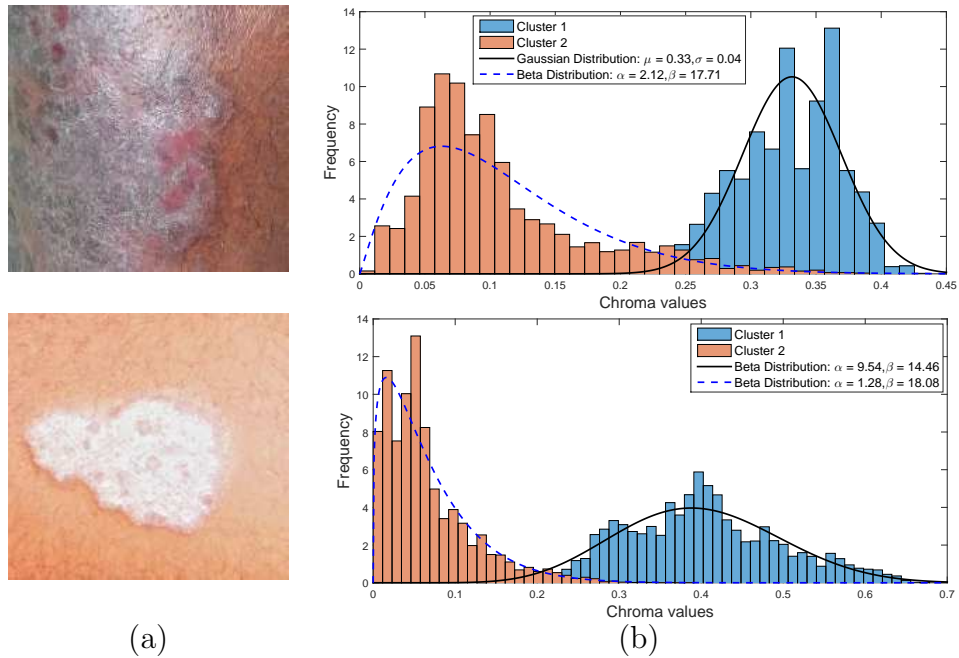 14
12
10
8
6
4
2
0
Frequency
Cluster 1
Cluster 2
Gaussian Distribution: μ = 0.33,σ = 0.04
Beta Distribution: α = 2.12,β = 17.71
0 0.05 0.1 0.15 0.2 0.25 0.3 0.35 0.4 0.45
Chroma values
14
12
10
8
6
4
2
0
Frequency
Cluster 1
Cluster 2
Beta Distribution: α = 9.54,β = 14.46
Beta Distribution: α = 1.28,β = 18.08
0 0.1 0.2 0.3 0.4 0.5 0.6 0.7
Chroma values
(a) (b)